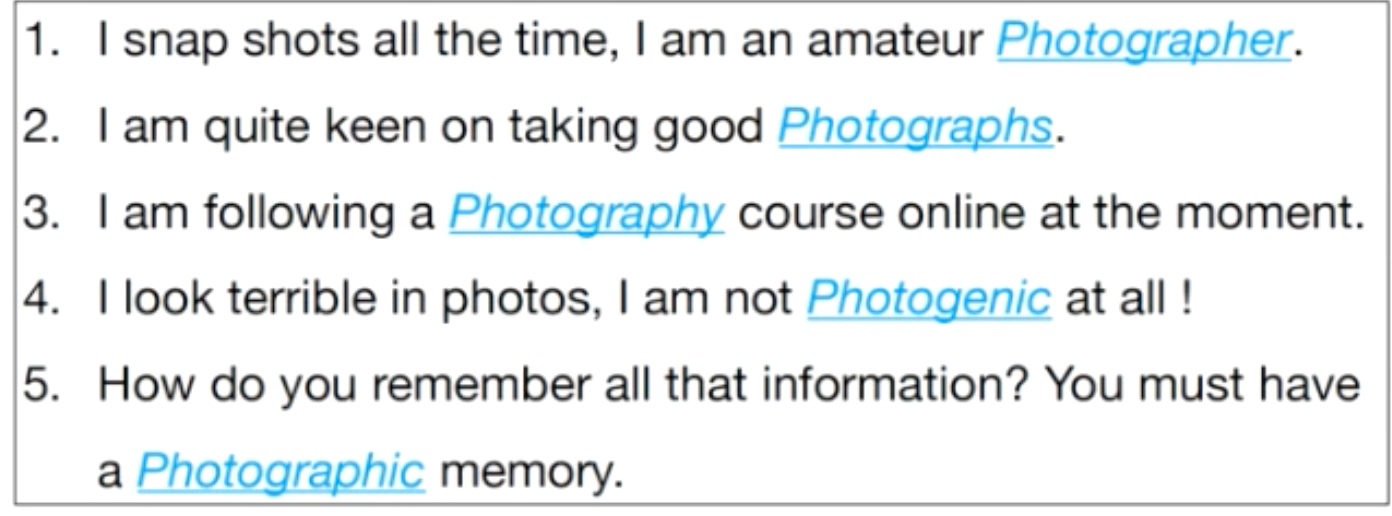 1. I snap shots all the time, I am an amateur Photographer.
2. I am quite keen on taking good Photographs.
3. I am following a Photography course online at the moment.
4. I look terrible in photos, I am not Photogenic at all !
5. How do you remember all that information? You must have
a Photographic memory.